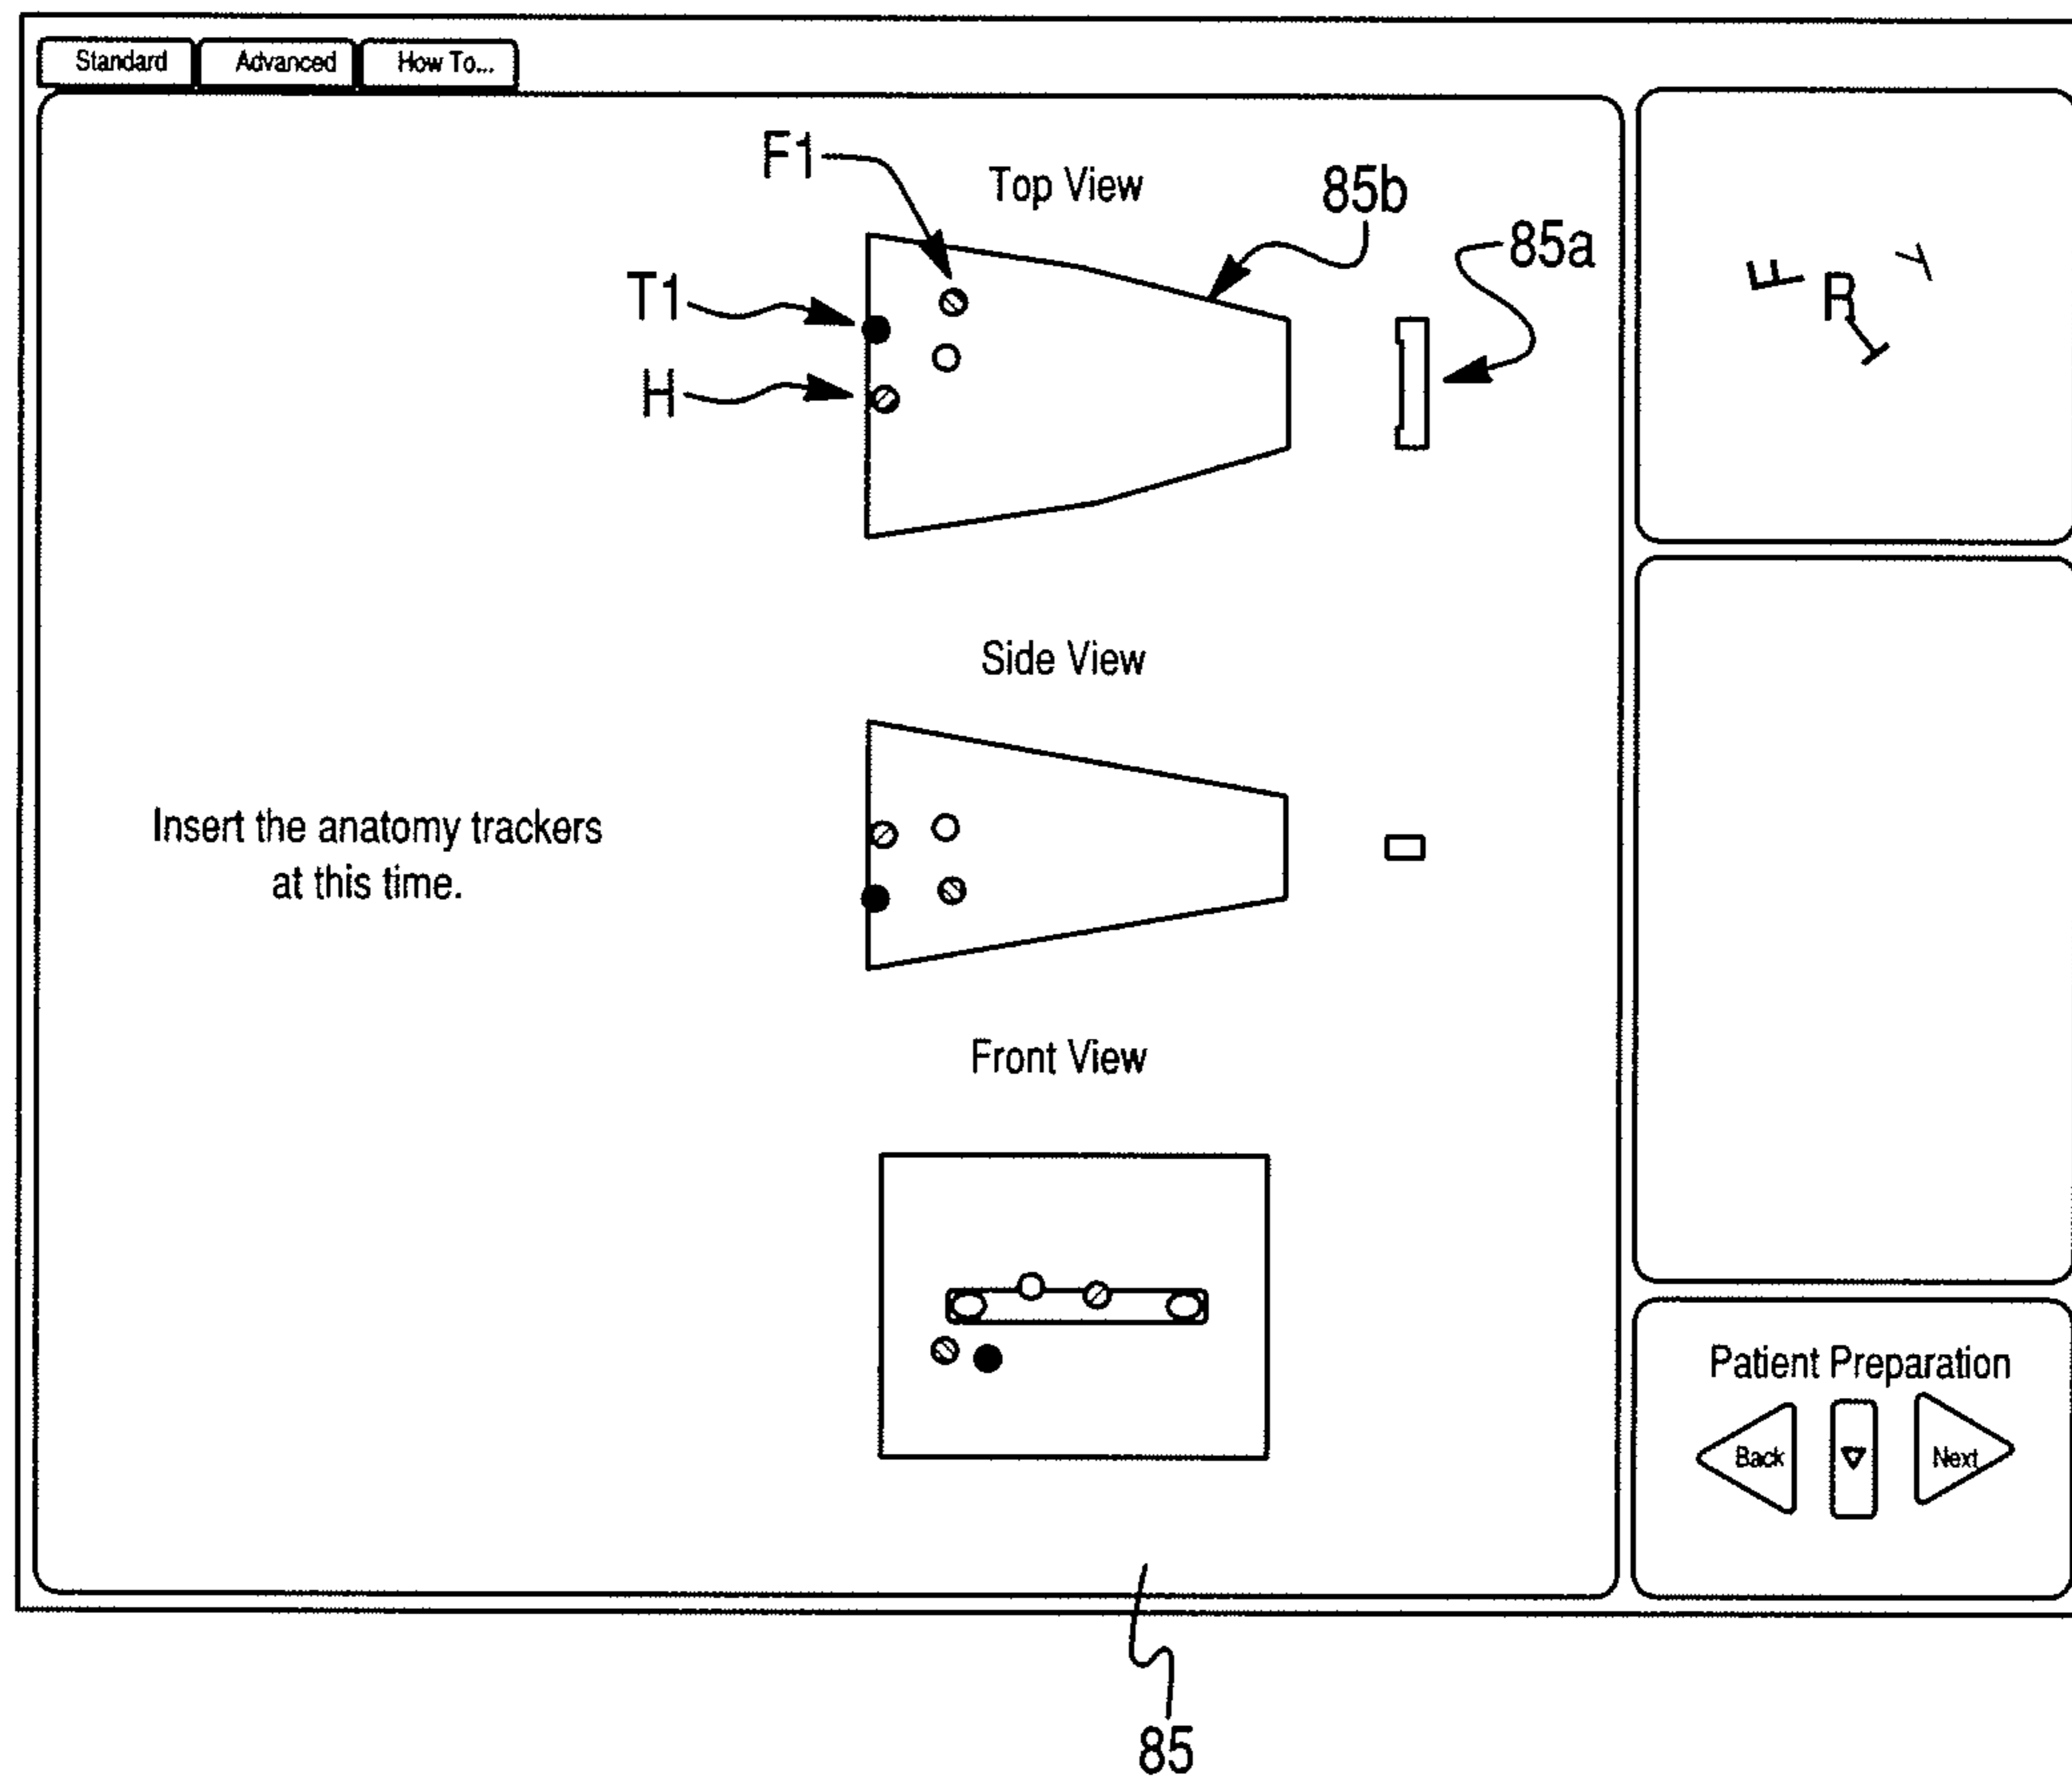 Standard Advanced How To...
F1
Top View
85b
85a
T1
H
F
R
Y
T
Side View
Insert the anatomy trackers
at this time.
Front View
Patient Preparation
Back Next
85